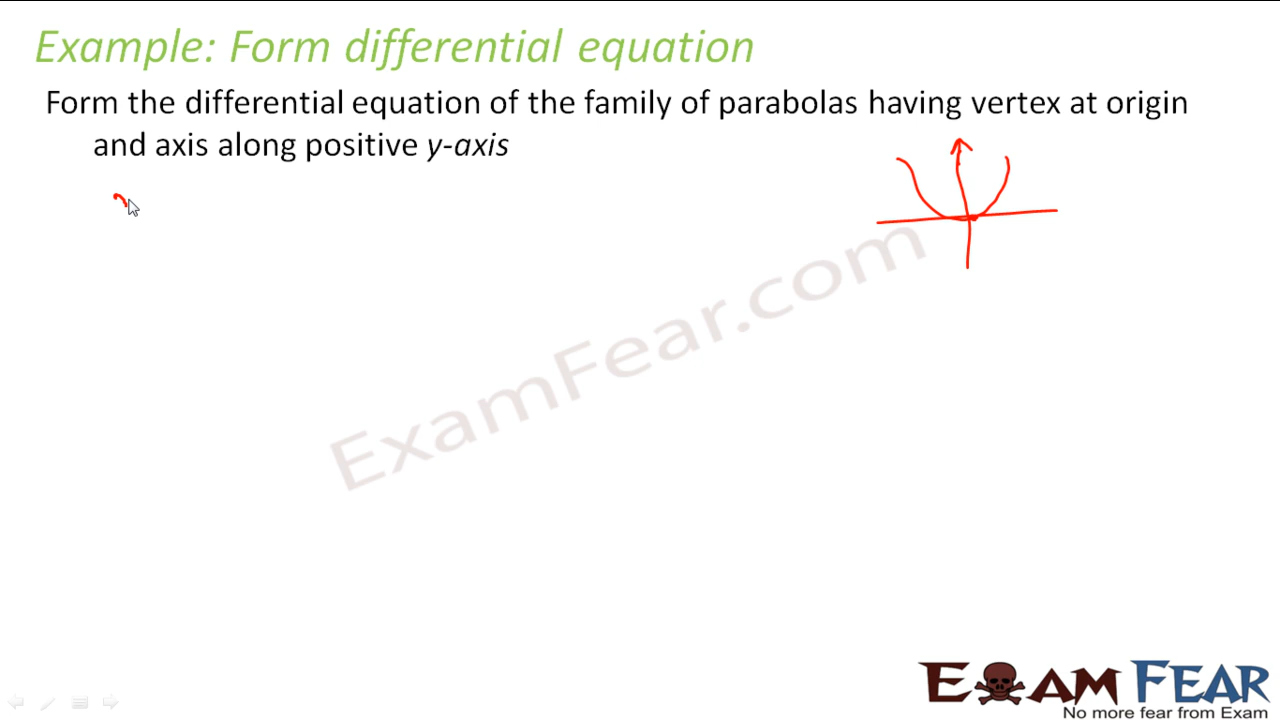 Example: Form differential equation
Form the differential equation of the family of parabolas having vertex at origin
and axis along positive y-axis
ExamFear.com
EXAM FEAR
No more fear from Exam